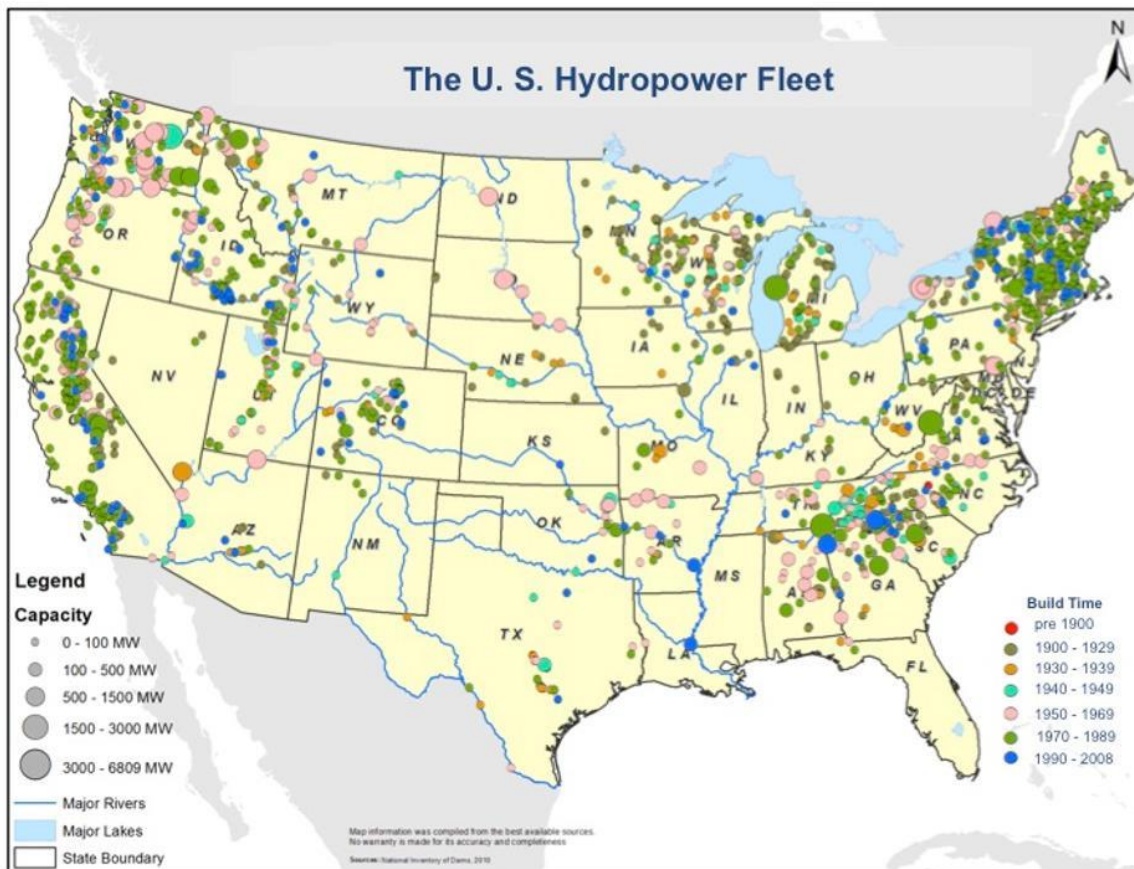 The U. S. Hydropower Fleet
N
MT
ND
OR
ID
MN
WY
MI
NE
IA
PA
NJ
NV
OH
MD
DE
IL
IN
WV
CO
KS
MO
KY
AZ
NM
OK
AR
NC
SC
MS
GA
TX
LA
FL
Legend
Capacity
0 - 100 MW
100 - 500 MW
500 - 1500 MW
1500 - 3000 MW
3000 - 6809 MW
Major Rivers
Major Lakes
State Boundary
Build Time
pre 1900
1900 - 1929
1930 - 1939
1940 - 1949
1950 - 1969
1970 - 1989
1990 - 2008
Map information was compiled from the best available sources.
No warranty is made for its accuracy and completeness
Sources: National Inventory of Dams, 2010